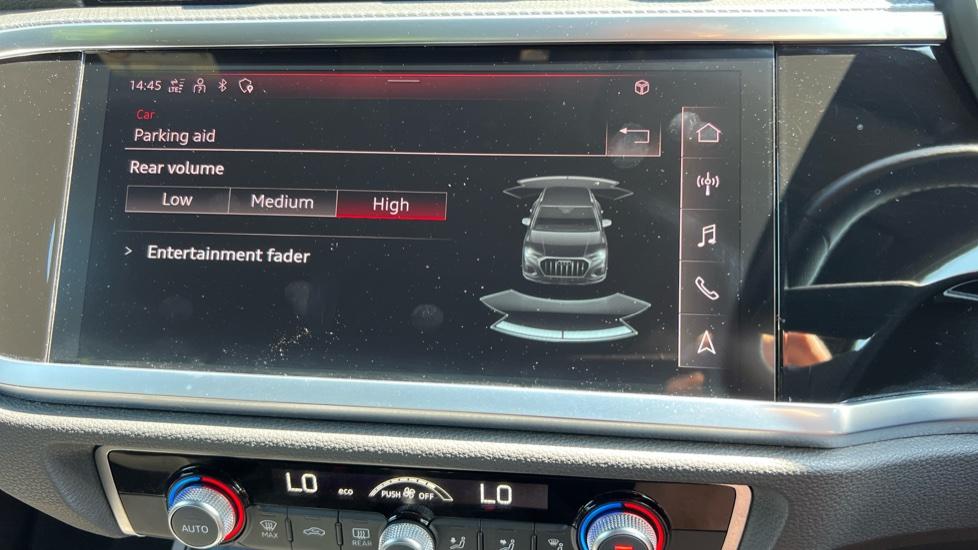 14:45 LTE
Car
Parking aid
Rear volume
Low Medium High
> Entertainment fader
LO eco PUSH OFF LO
AUTO MAX REAR